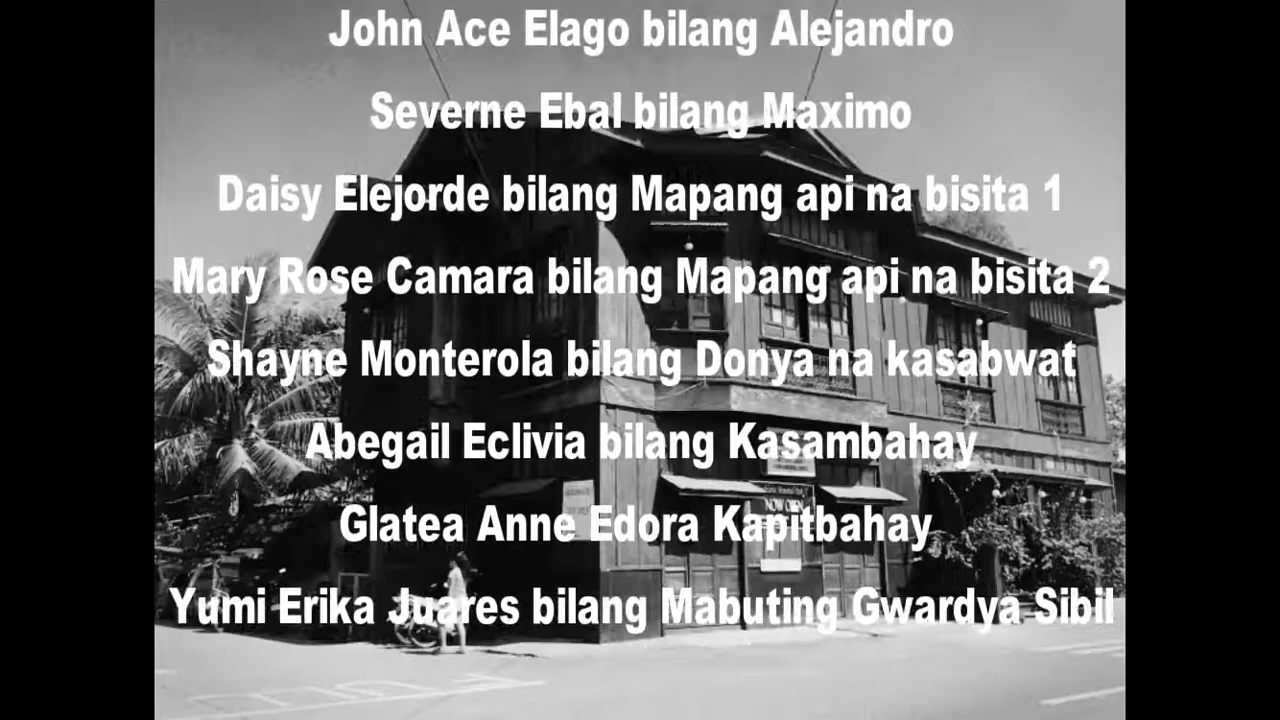 John Ace Elago bilang Alejandro
Severne Ebal bilang Maximo
Daisy Elejorde bilang Mapang api na bisita 1
Mary Rose Camara bilang Mapang api na bisita 2
Shayne Monterola bilang Donya na kasabwat
Abegail Eclivia bilang Kasambahay
Glatea Anne Edora Kapitbahay
Yumi Erika Juares bilang Mabuting Gwardya Sibil
NOW OPEN